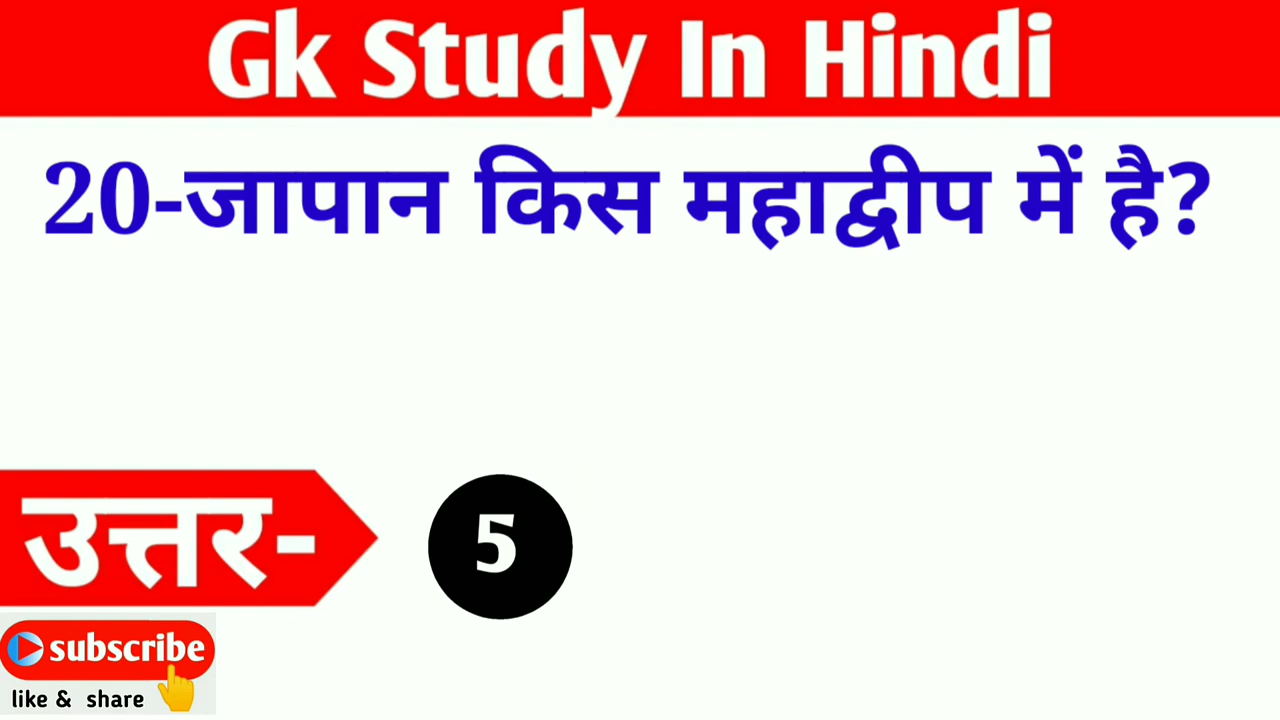 Gk Study In Hindi
20-जापान किस महाद्वीप में है?
उत्तर-
5
subscribe
like & share